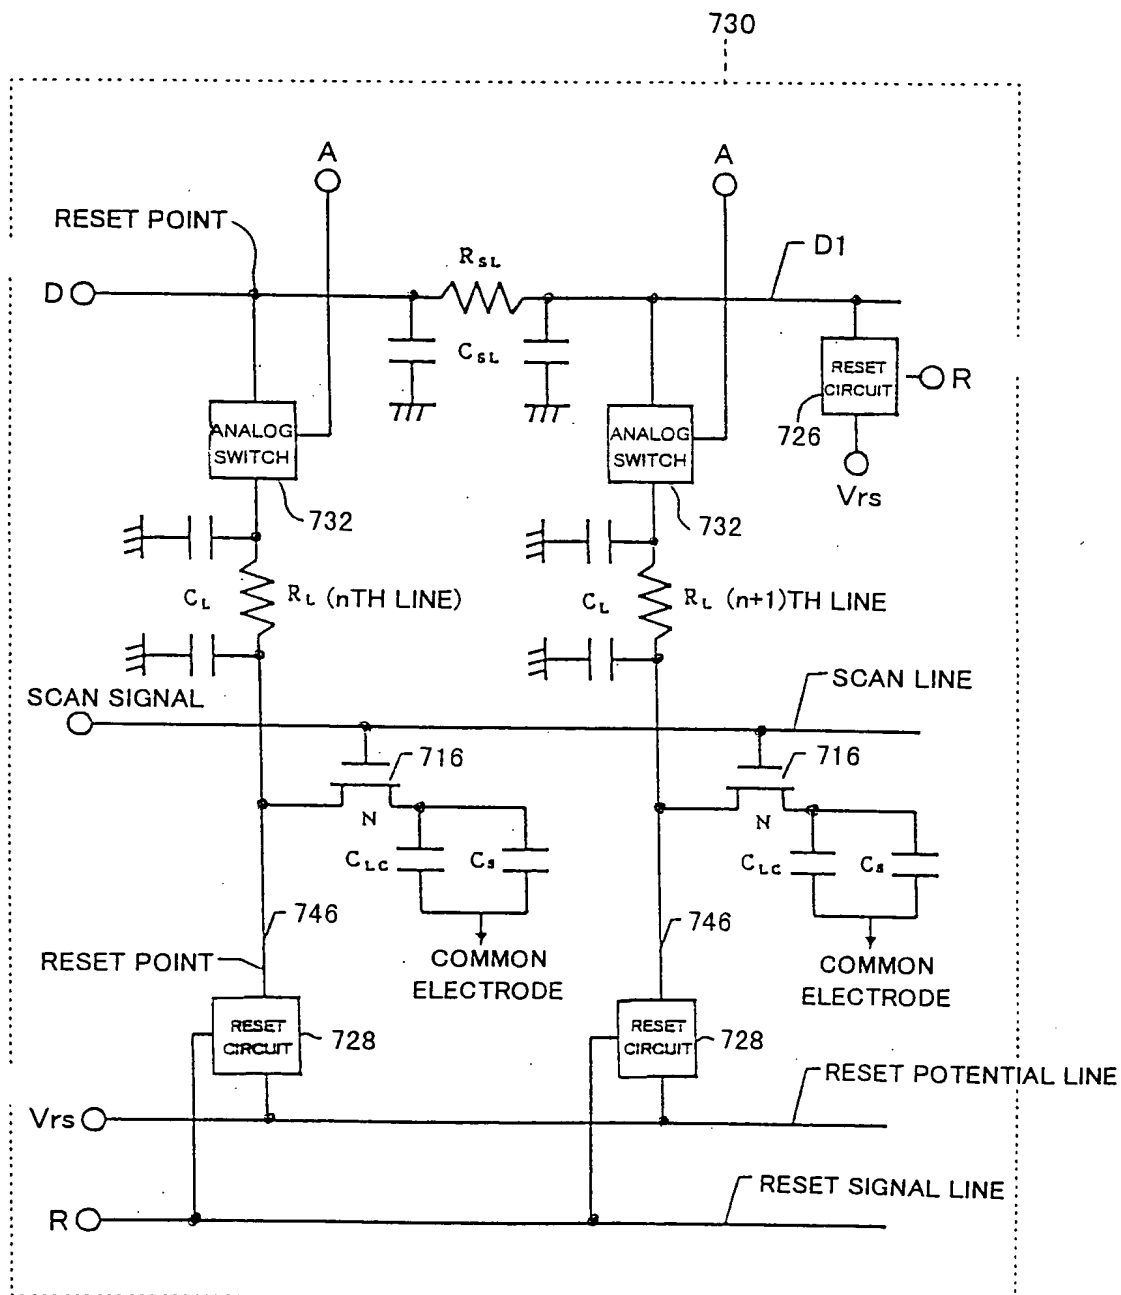 730
A
A
RESET POINT
RSL
D1
D
CSL
RESET
CIRCUIT
R
726
ANALOG
SWITCH
ANALOG
SWITCH
Vrs
732
732
CL
RL (nTH LINE)
CL
RL (n+1)TH LINE
SCAN SIGNAL
SCAN LINE
716
716
N
N
CLC
CS
CLC
CS
746
746
RESET POINT
COMMON
ELECTRODE
COMMON
ELECTRODE
RESET
CIRCUIT
728
RESET
CIRCUIT
728
RESET POTENTIAL LINE
Vrs
RESET SIGNAL LINE
R